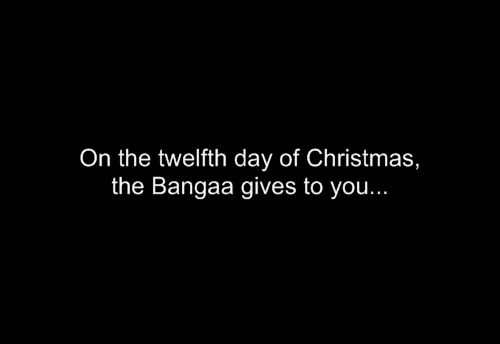 On the twelfth day of Christmas,
the Bangaa gives to you...